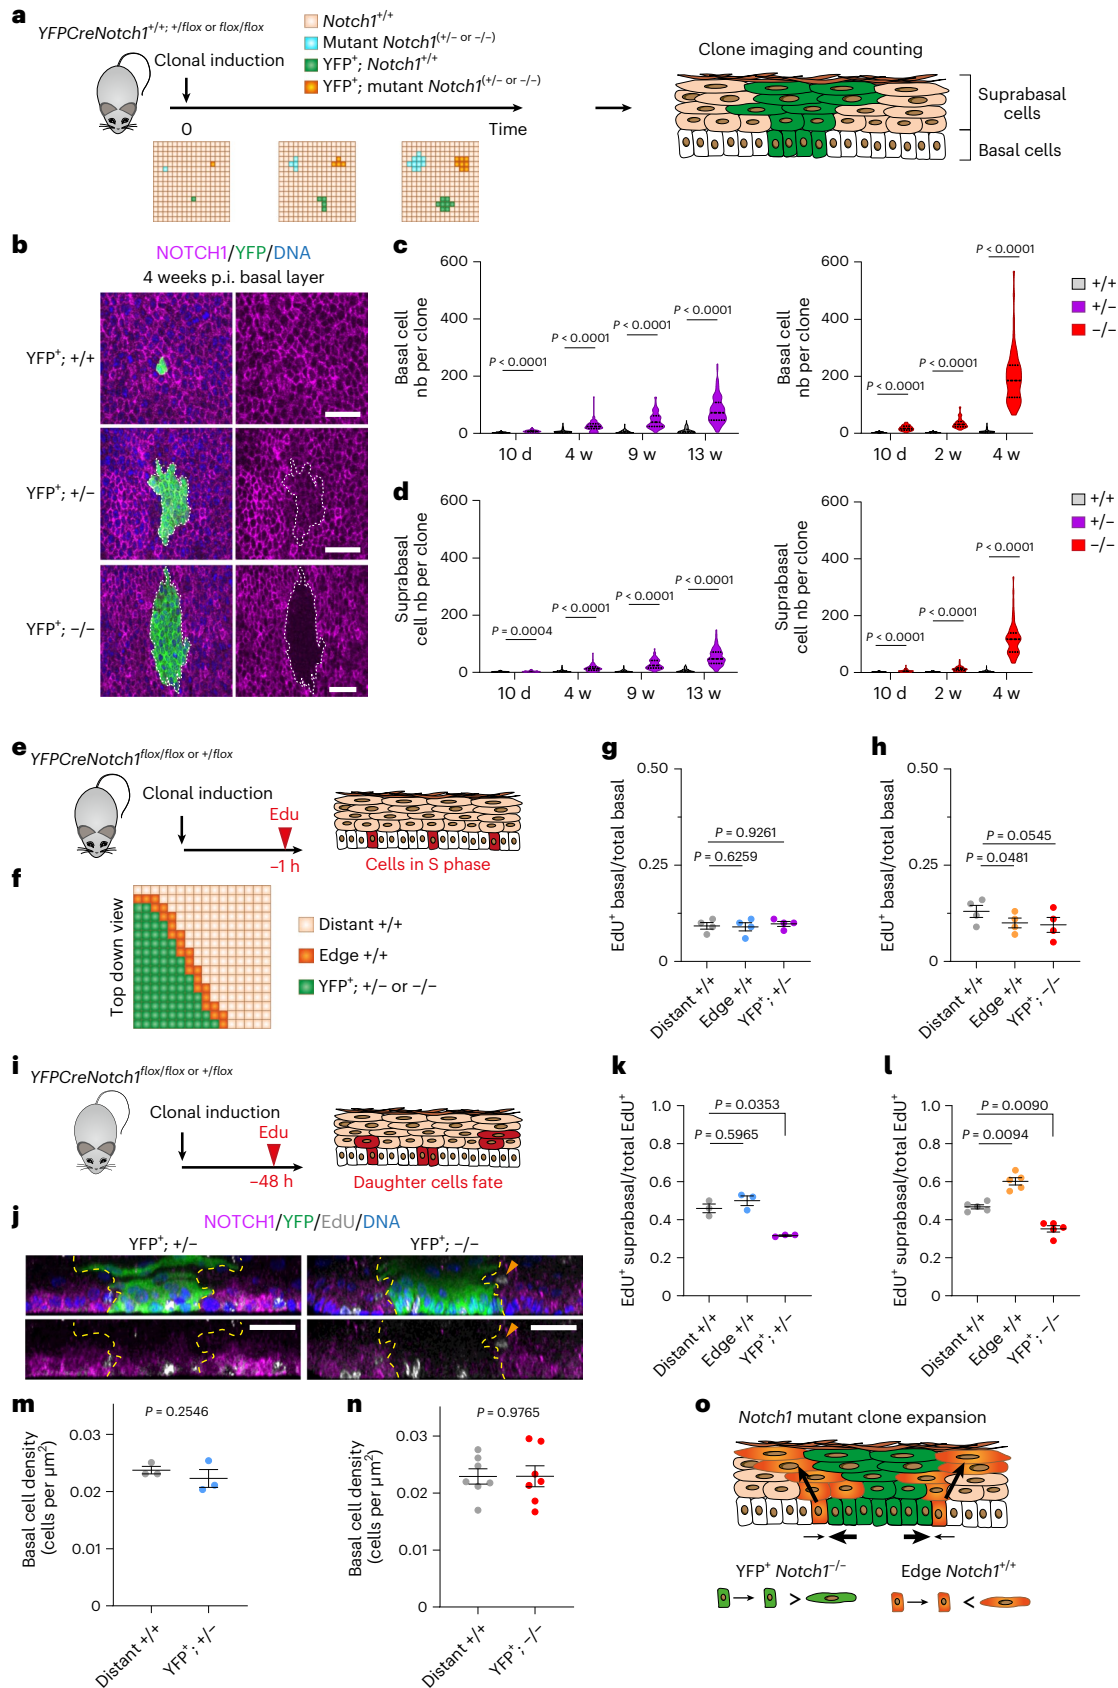 a
YFPCreNotch1+/+; +/flox or flox/flox
Clonal induction
0
Time
Notch1+/+
Mutant Notch1(+/− or −/−)
YFP+; Notch1+/+
YFP+; mutant Notch1(+/− or −/−)
Clone imaging and counting
Suprabasal
cells
Basal cells
b
NOTCH1/YFP/DNA
4 weeks p.i. basal layer
YFP+; +/+
YFP+; +/−
YFP+; −/−
c
Basal cell
nb per clone
600
400
200
0
P < 0.0001
P < 0.0001
P < 0.0001
P < 0.0001
10 d
4 w
9 w
13 w
Basal cell
nb per clone
600
400
200
0
P < 0.0001
P < 0.0001
P < 0.0001
10 d
2 w
4 w
+/+
+/−
−/−
d
Suprabasal
cell nb per clone
600
400
200
0
P = 0.0004
P < 0.0001
P < 0.0001
P < 0.0001
10 d
4 w
9 w
13 w
Suprabasal
cell nb per clone
600
400
200
0
P < 0.0001
P < 0.0001
P < 0.0001
10 d
2 w
4 w
+/+
+/−
−/−
e
YFPCreNotch1flox/flox or +/flox
Clonal induction
Edu
−1 h
Cells in S phase
f
Top down view
Distant +/+
Edge +/+
YFP+; +/− or −/−
g
EdU+ basal/total basal
0.50
0.25
0
P = 0.9261
P = 0.6259
Distant +/+
Edge +/+
YFP+; +/−
h
EdU+ basal/total basal
0.50
0.25
0
P = 0.0545
P = 0.0481
Distant +/+
Edge +/+
YFP+; −/−
i
YFPCreNotch1flox/flox or +/flox
Clonal induction
Edu
−48 h
Daughter cells fate
j
NOTCH1/YFP/EdU/DNA
YFP+; +/−
YFP+; −/−
k
EdU+ suprabasal/total EdU+
1.0
0.8
0.6
0.4
0.2
0
P = 0.0353
P = 0.5965
Distant +/+
Edge +/+
YFP+; +/−
l
EdU+ suprabasal/total EdU+
1.0
0.8
0.6
0.4
0.2
0
P = 0.0090
P = 0.0094
Distant +/+
Edge +/+
YFP+; −/−
m
Basal cell density
(cells per µm2)
0.03
0.02
0.01
0
P = 0.2546
Distant +/+
YFP+; +/−
n
Basal cell density
(cells per µm2)
0.03
0.02
0.01
0
P = 0.9765
Distant +/+
YFP+; −/−
o
Notch1 mutant clone expansion
YFP+ Notch1−/−
Edge Notch1+/+
>
<